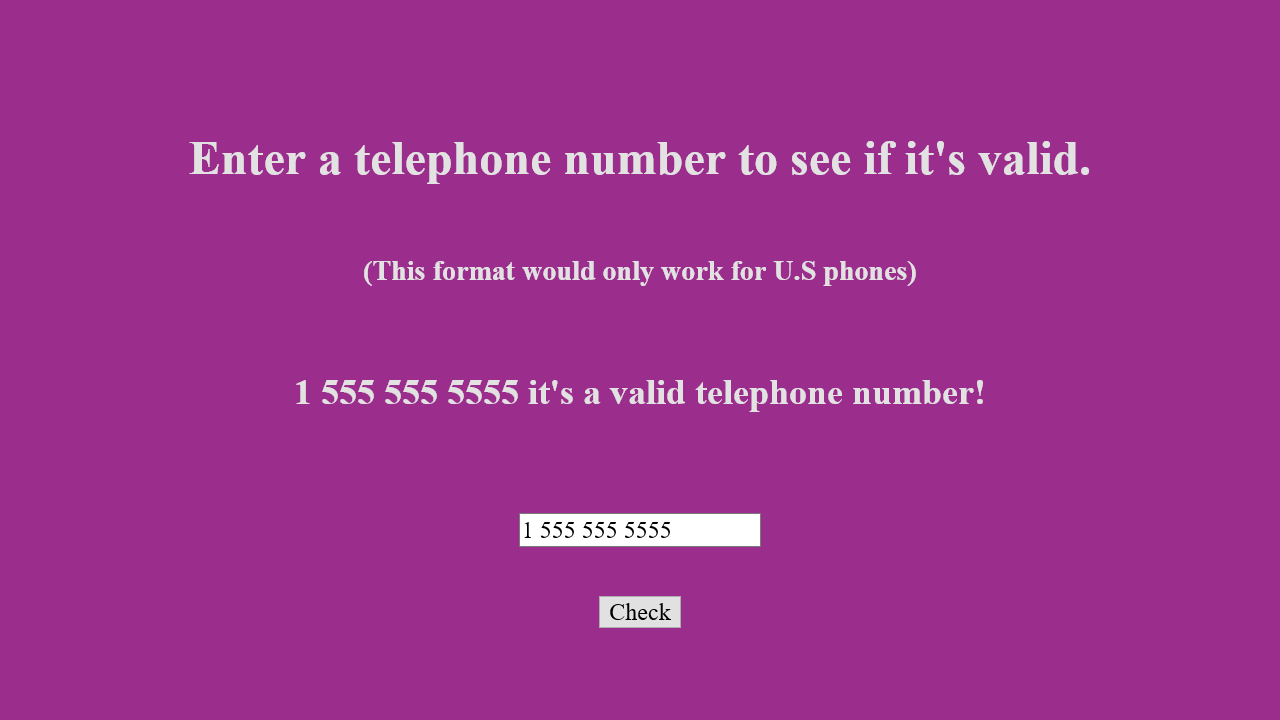 Enter a telephone number to see if it's valid.
(This format would only work for U.S phones)
1 555 555 5555 it's a valid telephone number!
1 555 555 5555
Check